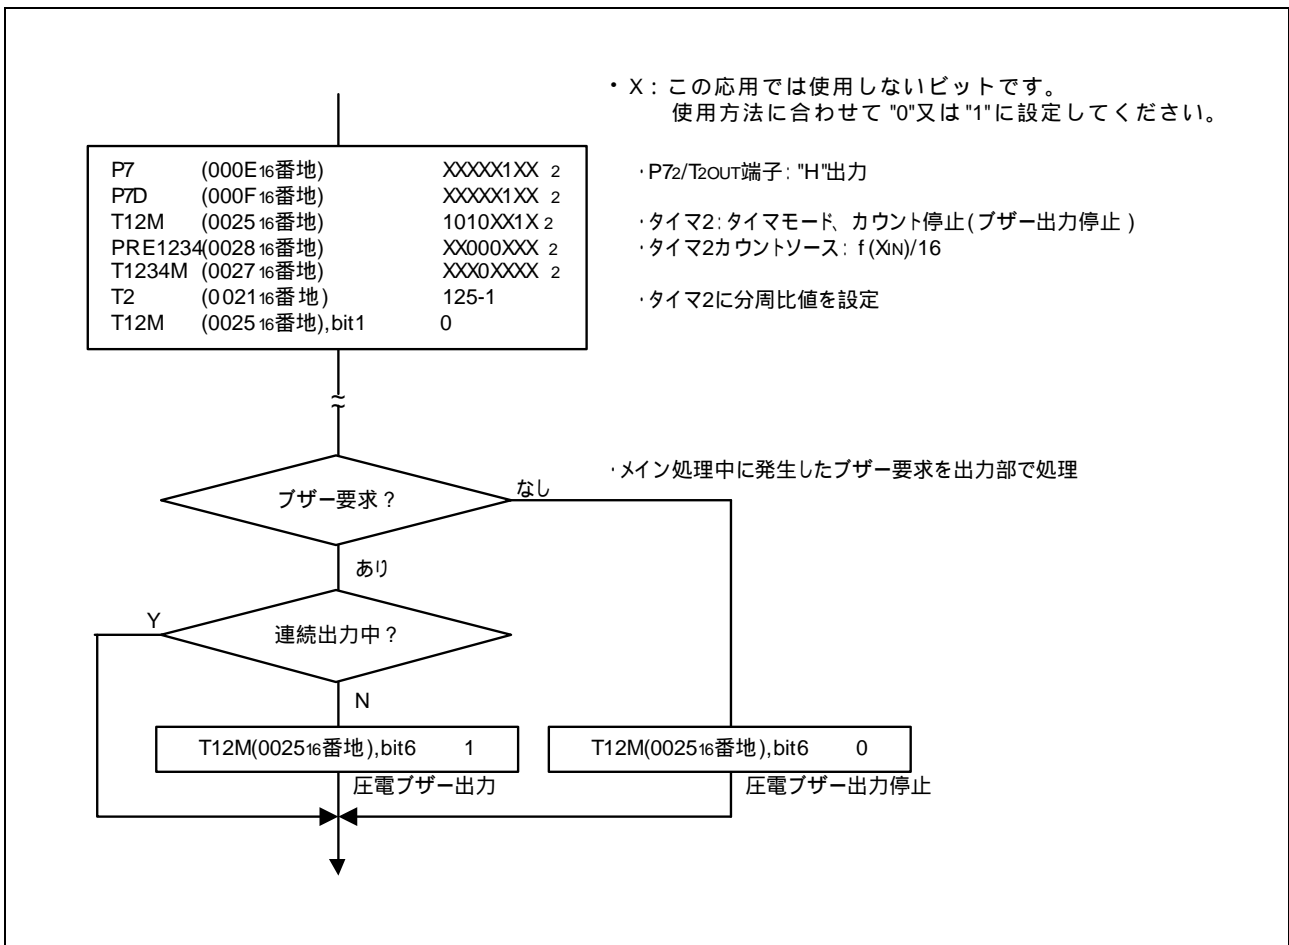 ・X：この応用では使用しないビットです。
使用方法に合わせて "0"又は"1"に設定してください。
P7 (000E16番地) XXXXX1XX 2 ・P72/T2OUT端子："H"出力
P7D (000F16番地) XXXXX1XX 2
T12M (002516番地) 1010XX1X 2 ・タイマ2：タイマモード、カウント停止(ブザー出力停止)
PRE1234(002816番地) XX000XXX 2 ・タイマ2カウントソース：f(XIN)/16
T1234M (002716番地) XXX0XXXX 2
T2 (002116番地) 125-1 ・タイマ2に分周比値を設定
T12M (002516番地),bit1 0
・メイン処理中に発生したブザー要求を出力部で処理
ブザー要求？
なし
あり
Y
連続出力中？
N
T12M(002516番地),bit6 1
T12M(002516番地),bit6 0
圧電ブザー出力
圧電ブザー出力停止